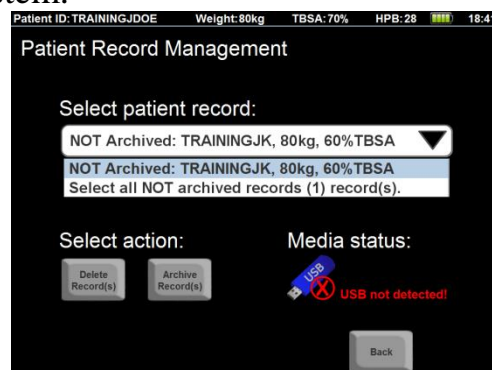 stem.
Patient ID: TRAININGJDOE Weight: 80kg TBSA: 70% HPB: 28 18:41
Patient Record Management
Select patient record:
NOT Archived: TRAININGJK, 80kg, 60%TBSA
NOT Archived: TRAININGJK, 80kg, 60%TBSA
Select all NOT archived records (1) record(s).
Select action:
Media status:
Delete
Record(s)
Archive
Record(s)
USB
USB not detected!
Back